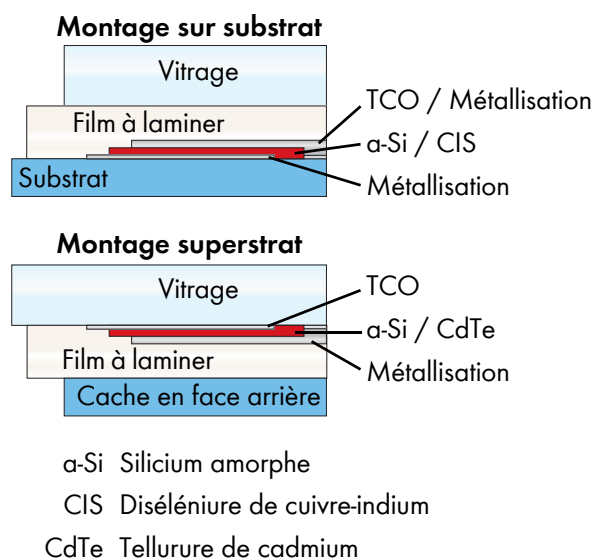 Montage sur substrat
Vitrage
TCO / Métallisation
Film à laminer
a-Si / CIS
Substrat
Métallisation
Montage superstrat
Vitrage
TCO
a-Si / CdTe
Film à laminer
Métallisation
Cache en face arrière
a-Si Silicium amorphe
CIS Diséléniure de cuivre-indium
CdTe Tellurure de cadmium